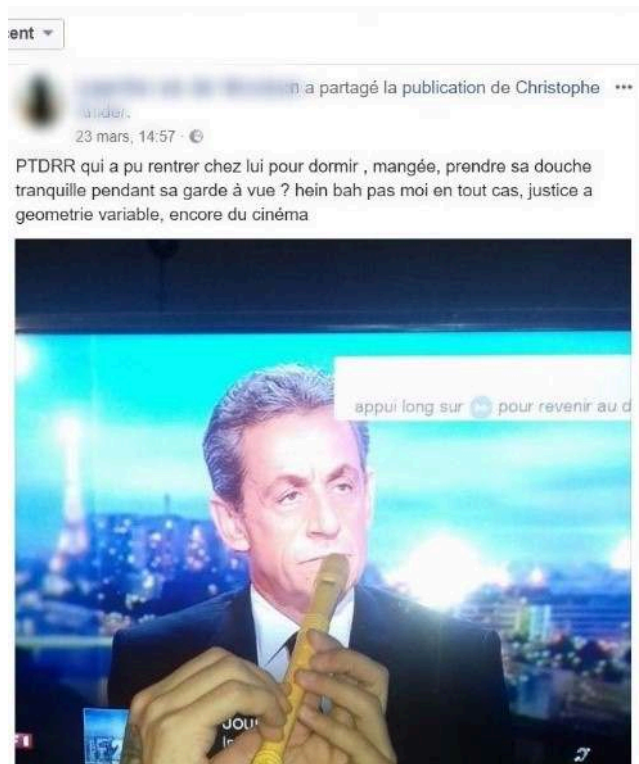 ent
n a partagé la publication de Christophe
23 mars, 14:57
PTDRR qui a pu rentrer chez lui pour dormir , mangée, prendre sa douche
tranquille pendant sa garde à vue ? hein bah pas moi en tout cas, justice a
geometrie variable, encore du cinéma
appui long sur pour revenir au d
JOU